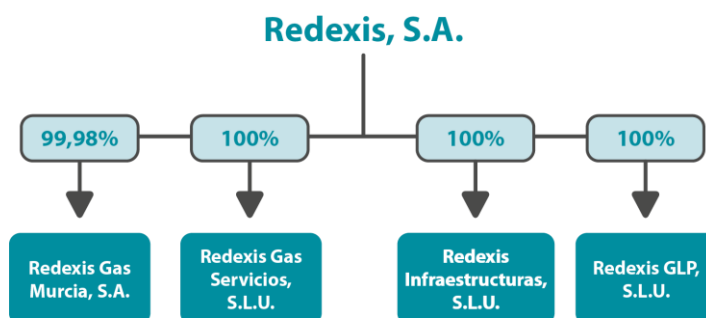 Redexis, S.A.
99,98%
100%
100%
100%
Redexis Gas
Murcia, S.A.
Redexis Gas
Servicios,
S.L.U.
Redexis
Infraestructuras,
S.L.U.
Redexis GLP,
S.L.U.